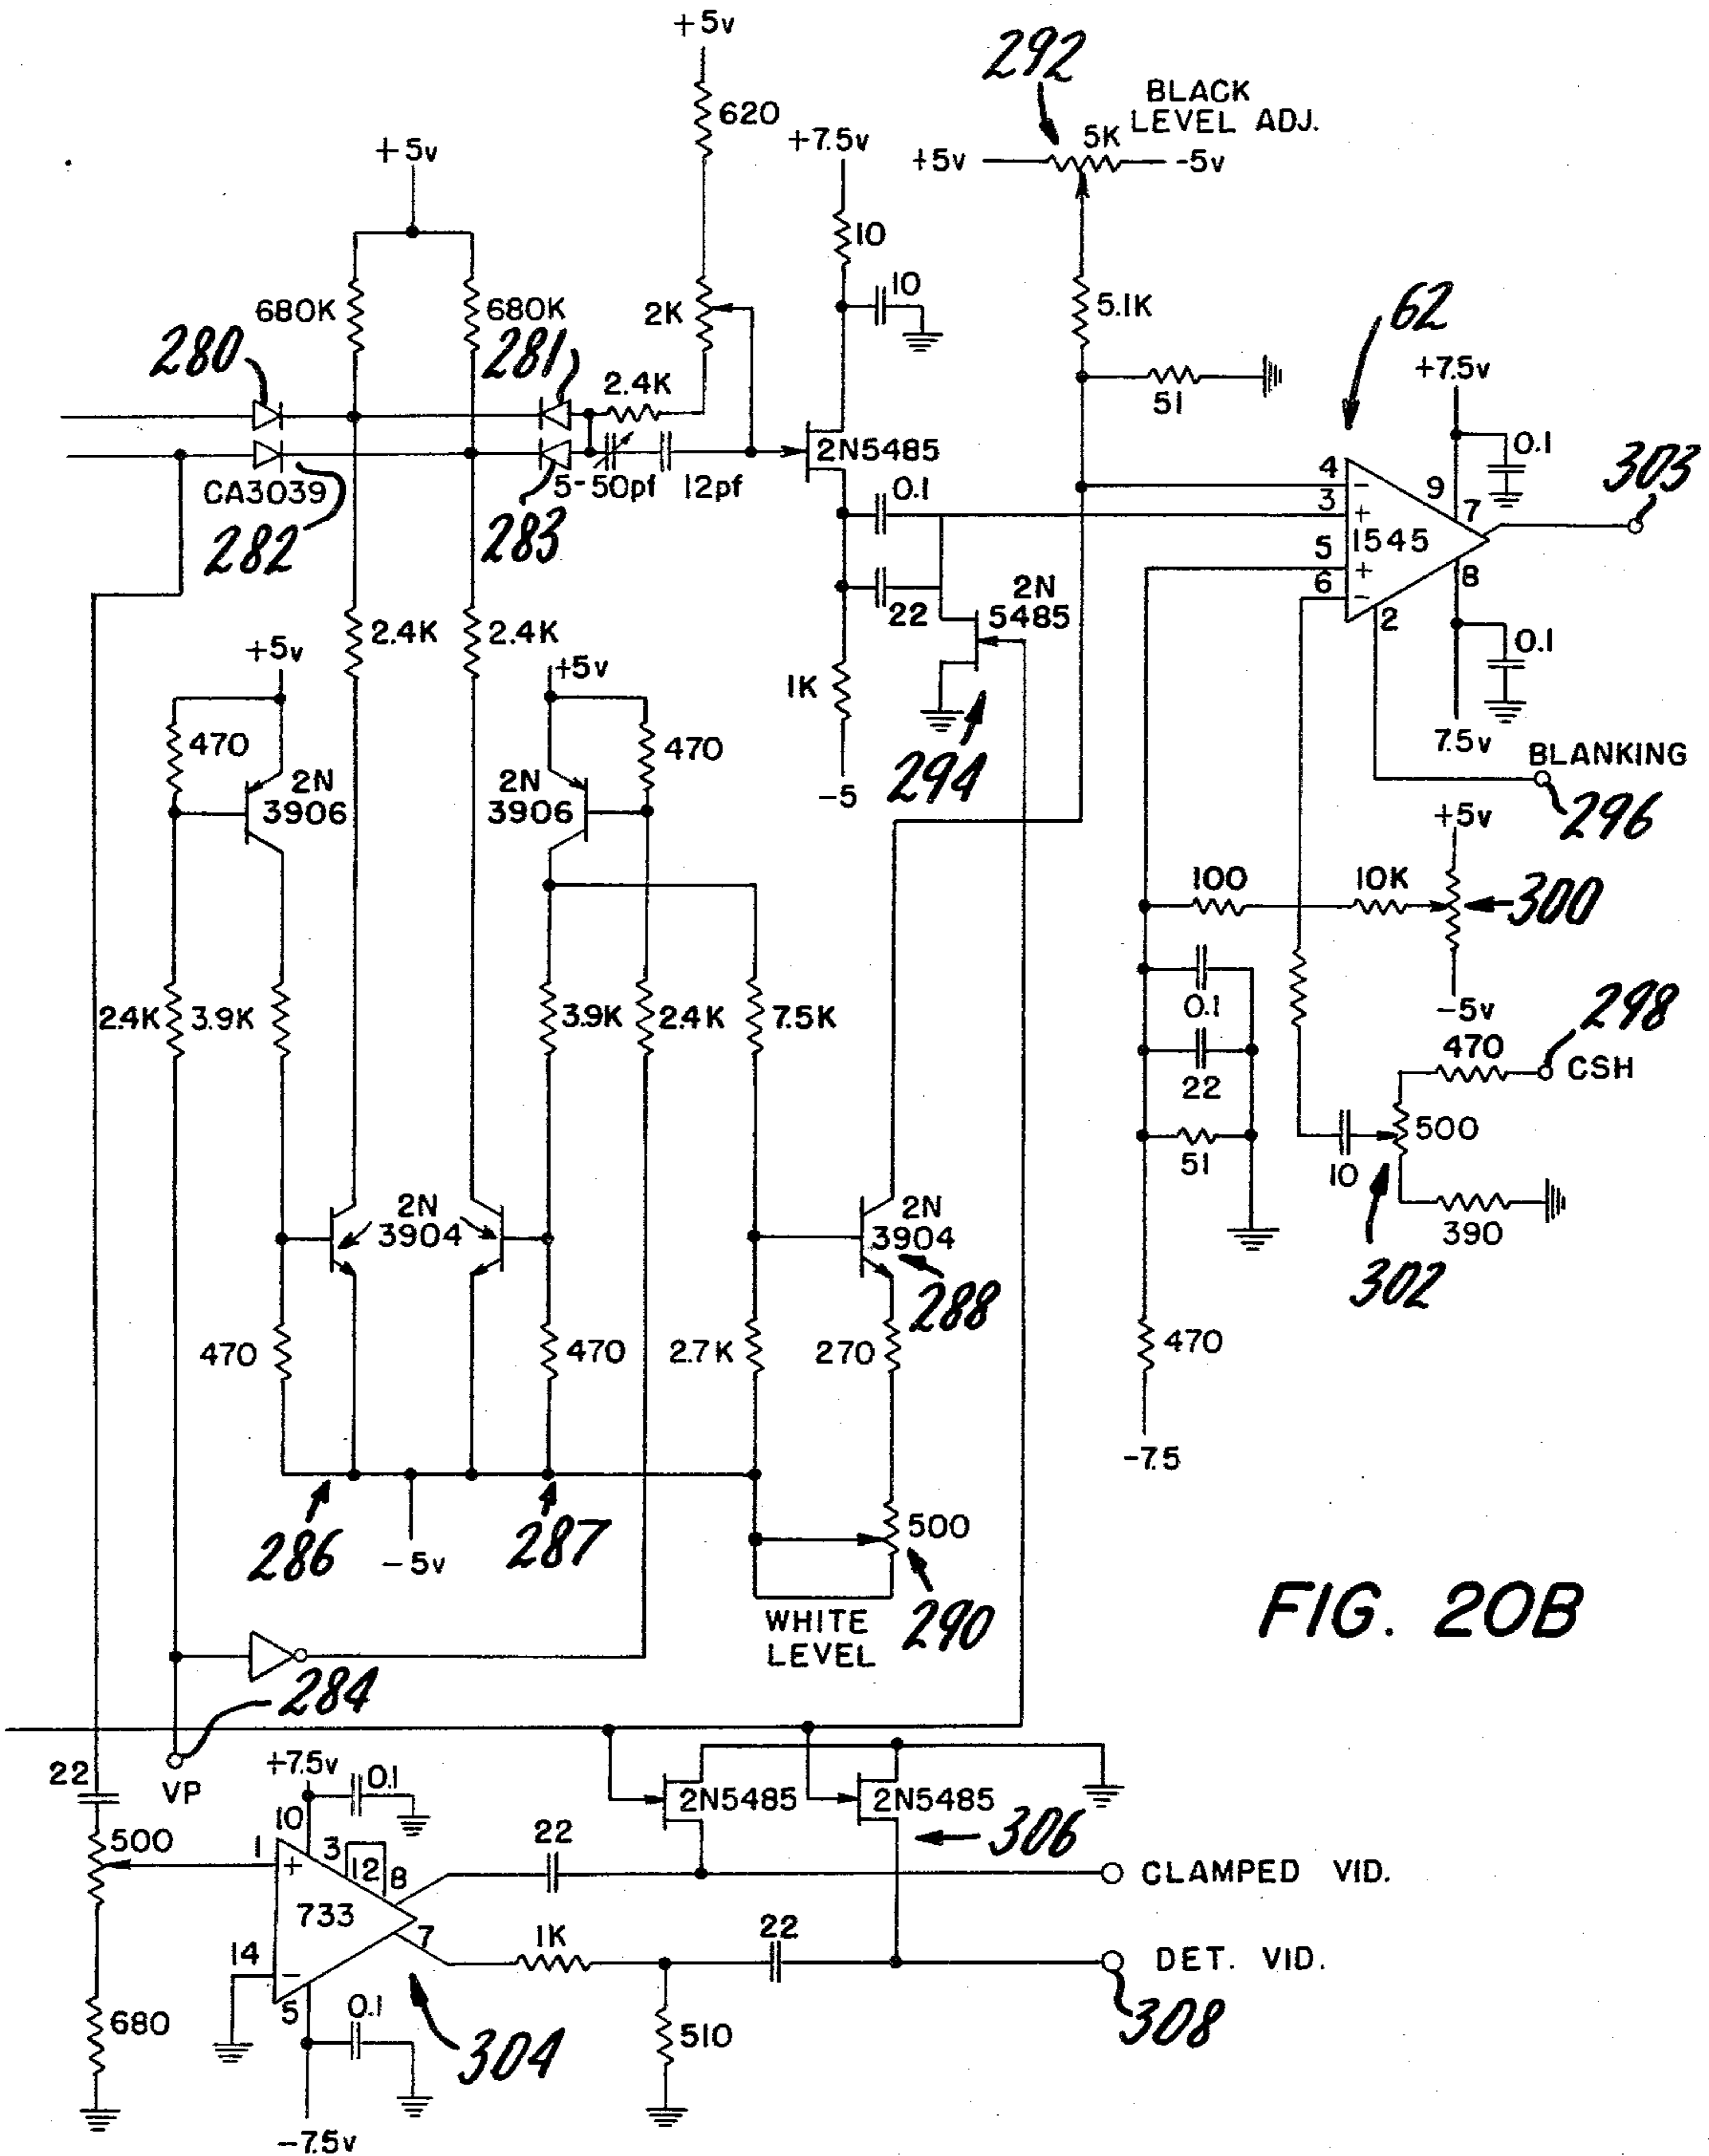 +5v
292
BLACK
LEVEL ADJ.
620
+7.5v
5K
+5v
+5v
-5v
10
10
680K
680K
2K
5.1K
62
280
281
2.4K
+7.5v
51
0.1
2N5485
303
CA3039
5-50pf
12pf
0.1
4
-
9
3
+
7
282
283
1545
5
+
8
6
-
2
22
2N
5485
2.4K
2.4K
0.1
+5v
+5v
1K
470
470
7.5v
BLANKING
2N
3906
2N
3906
-5
294
296
+5v
100
10K
300
2.4K
3.9K
3.9K
2.4K
7.5K
0.1
-5v
298
470
CSH
22
500
51
10
2N
3904
2N
3904
390
288
302
470
470
2.7K
270
470
-7.5
286
-5v
287
500
290
WHITE
LEVEL
FIG. 20B
284
22
VP
+7.5v
0.1
2N5485
2N5485
10
306
500
1
+
3
12
8
22
CLAMPED VID.
733
7
1K
22
14
-
DET. VID.
5
0.1
680
304
510
308
-7.5v